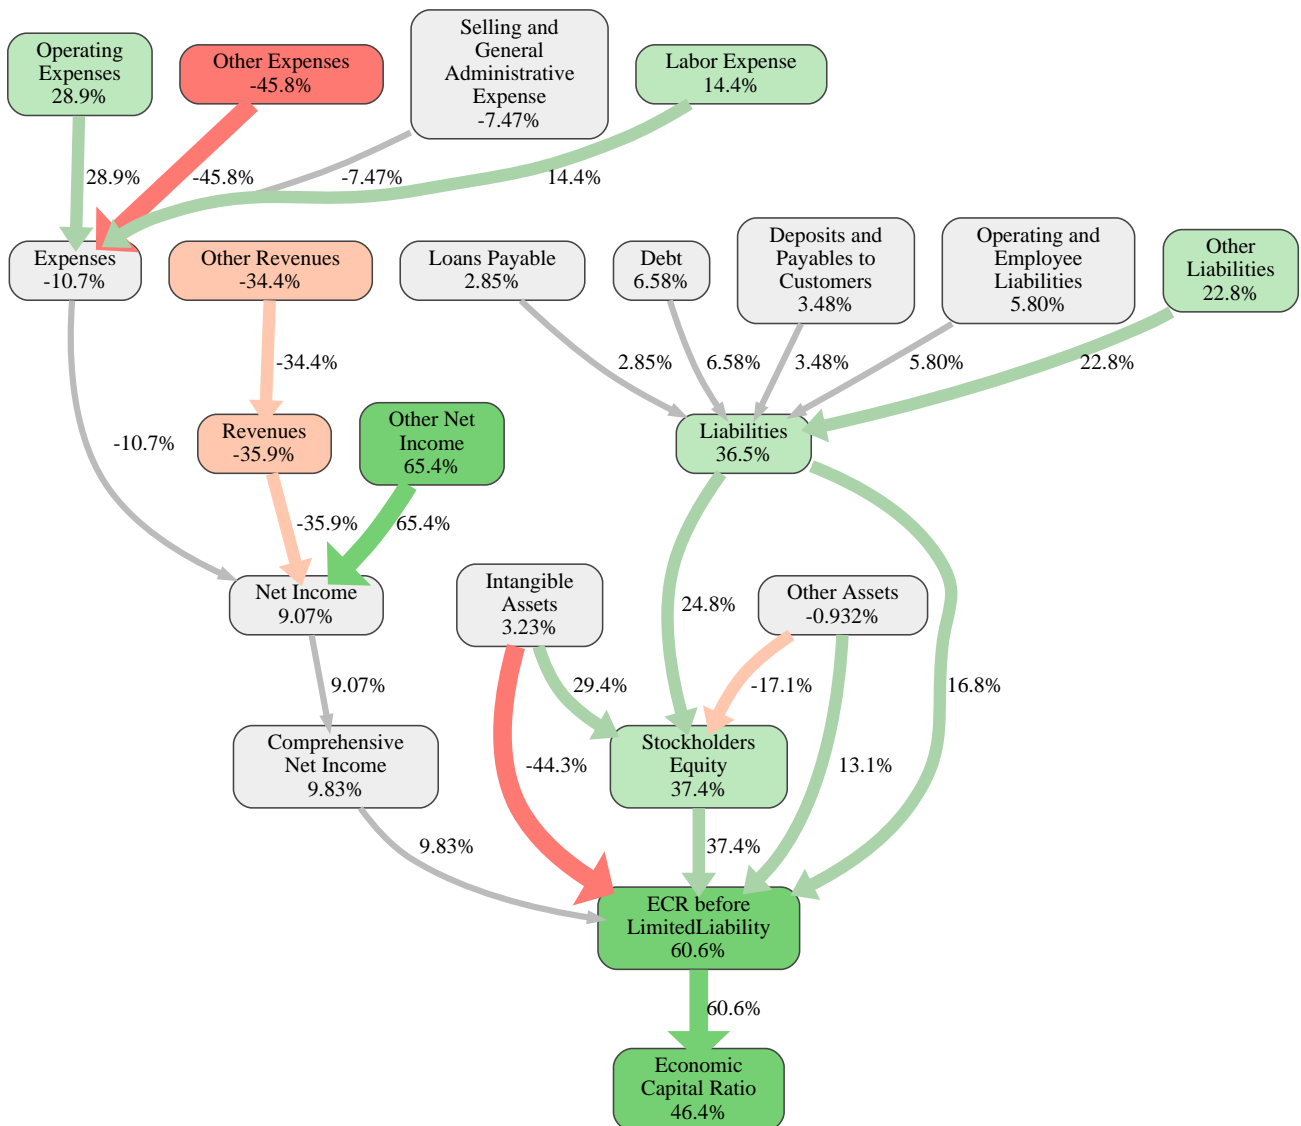 Operating
Expenses
28.9%
Other Expenses
-45.8%
Selling and
General
Administrative
Expense
-7.47%
Labor Expense
14.4%
28.9%
-45.8%
-7.47%
14.4%
Expenses
-10.7%
Other Revenues
-34.4%
Loans Payable
2.85%
Debt
6.58%
Deposits and
Payables to
Customers
3.48%
Operating and
Employee
Liabilities
5.80%
Other
Liabilities
22.8%
-34.4%
2.85%
6.58%
3.48%
5.80%
22.8%
Revenues
-35.9%
Other Net
Income
65.4%
Liabilities
36.5%
-10.7%
-35.9%
65.4%
Net Income
9.07%
Intangible
Assets
3.23%
24.8%
Other Assets
-0.932%
9.07%
29.4%
-17.1%
16.8%
Comprehensive
Net Income
9.83%
-44.3%
Stockholders
Equity
37.4%
13.1%
9.83%
37.4%
ECR before
LimitedLiability
60.6%
60.6%
Economic
Capital Ratio
46.4%